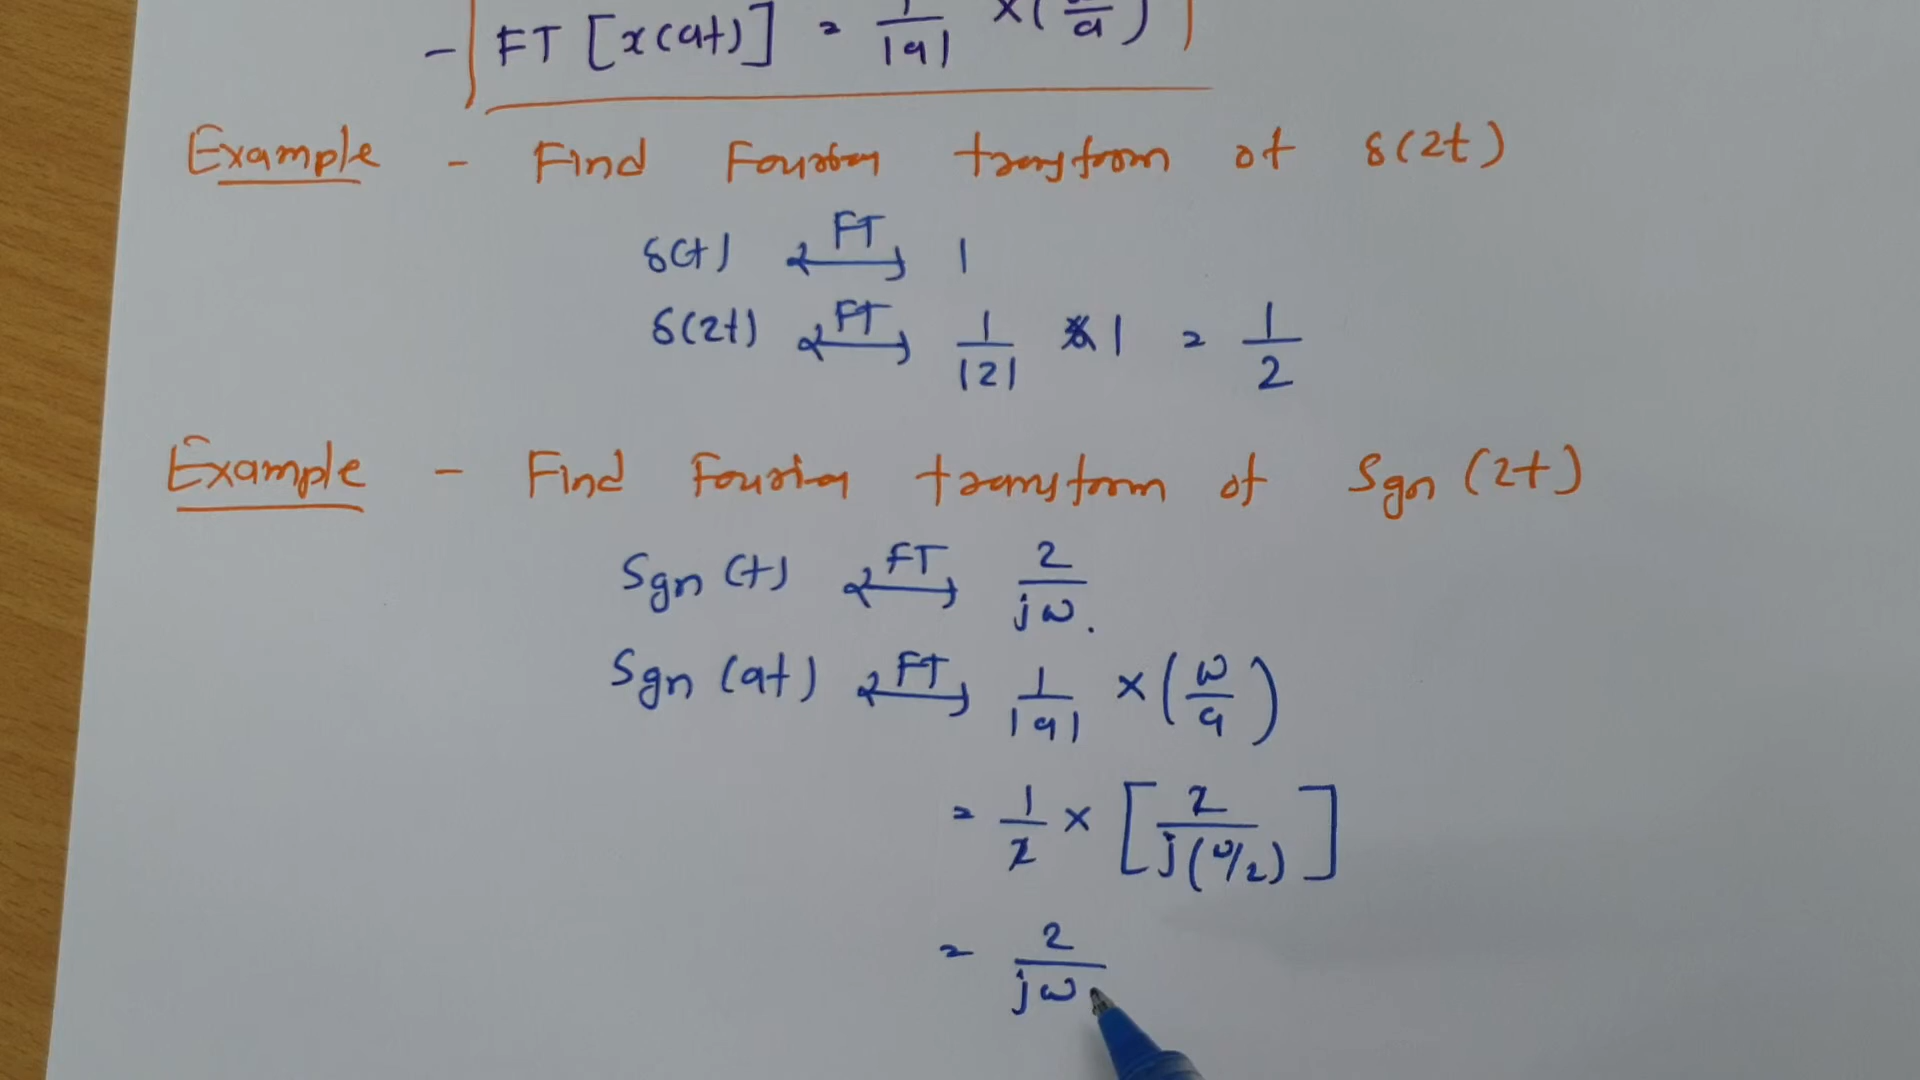 - FT [x(at)] = 1/|a| X(ω/a)
Example - Find Fourier transform of δ(2t)
δ(t) ←FT→ 1
δ(2t) ←FT→ 1/|2| × 1 = 1/2
Example - Find Fourier transform of Sgn (2t)
Sgn (t) ←FT→ 2/jω.
Sgn (at) ←FT→ 1/|a| X(ω/a)
= 1/2 × [2/j(ω/2)]
= 2/jω